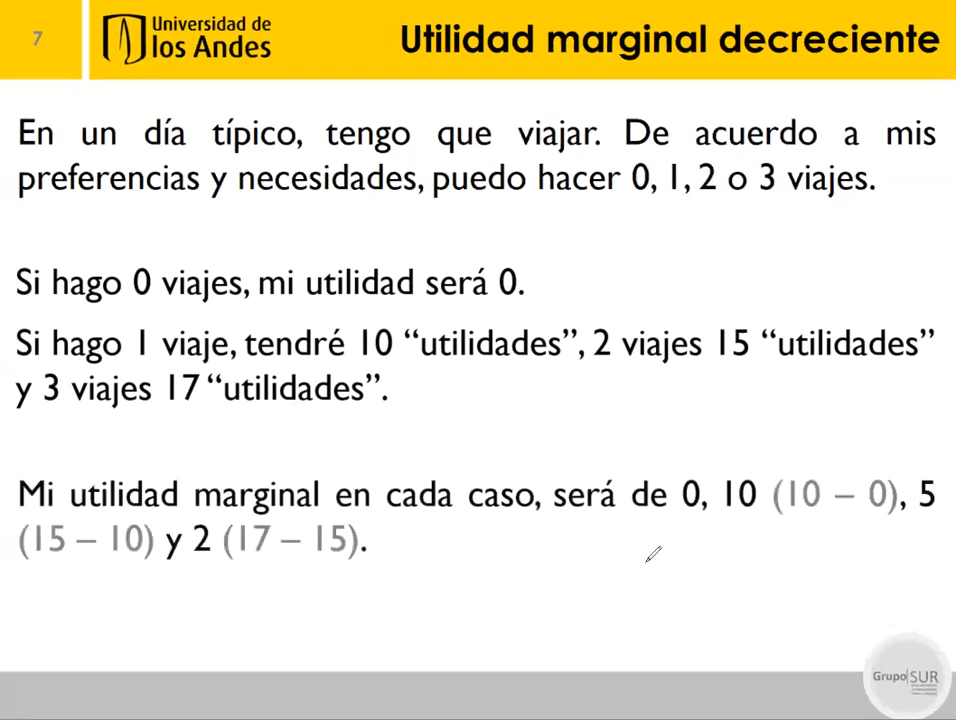 7
Universidad de
los Andes
Utilidad marginal decreciente
En un día típico, tengo que viajar. De acuerdo a mis
preferencias y necesidades, puedo hacer 0, 1, 2 o 3 viajes.
Si hago 0 viajes, mi utilidad será 0.
Si hago 1 viaje, tendré 10 “utilidades”, 2 viajes 15 “utilidades”
y 3 viajes 17 “utilidades”.
Mi utilidad marginal en cada caso, será de 0, 10 (10 – 0), 5
(15 – 10) y 2 (17 – 15).
Grupo|SUR